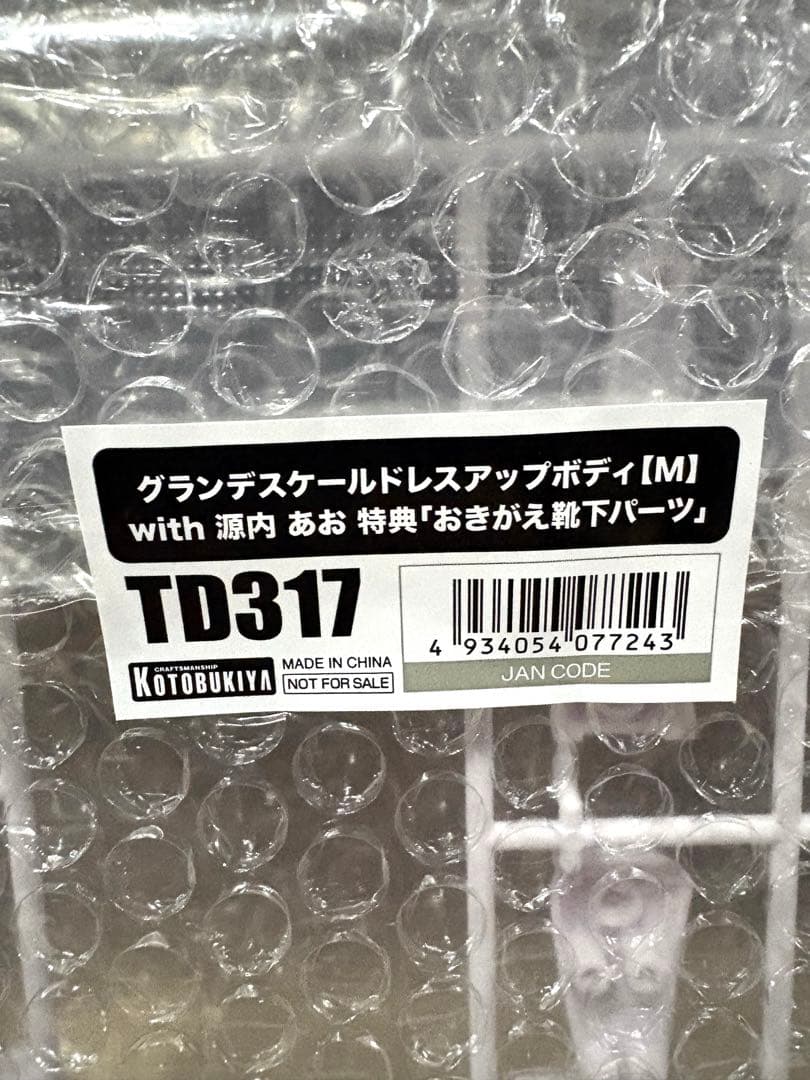 グランデスケールドレスアップボディ【M】
with 源内 あお 特典「おきがえ靴下パーツ」
TD317
4 934054 077243
JAN CODE
CRAFTSMANSHIP
KOTOBUKIYA
MADE IN CHINA
NOT FOR SALE